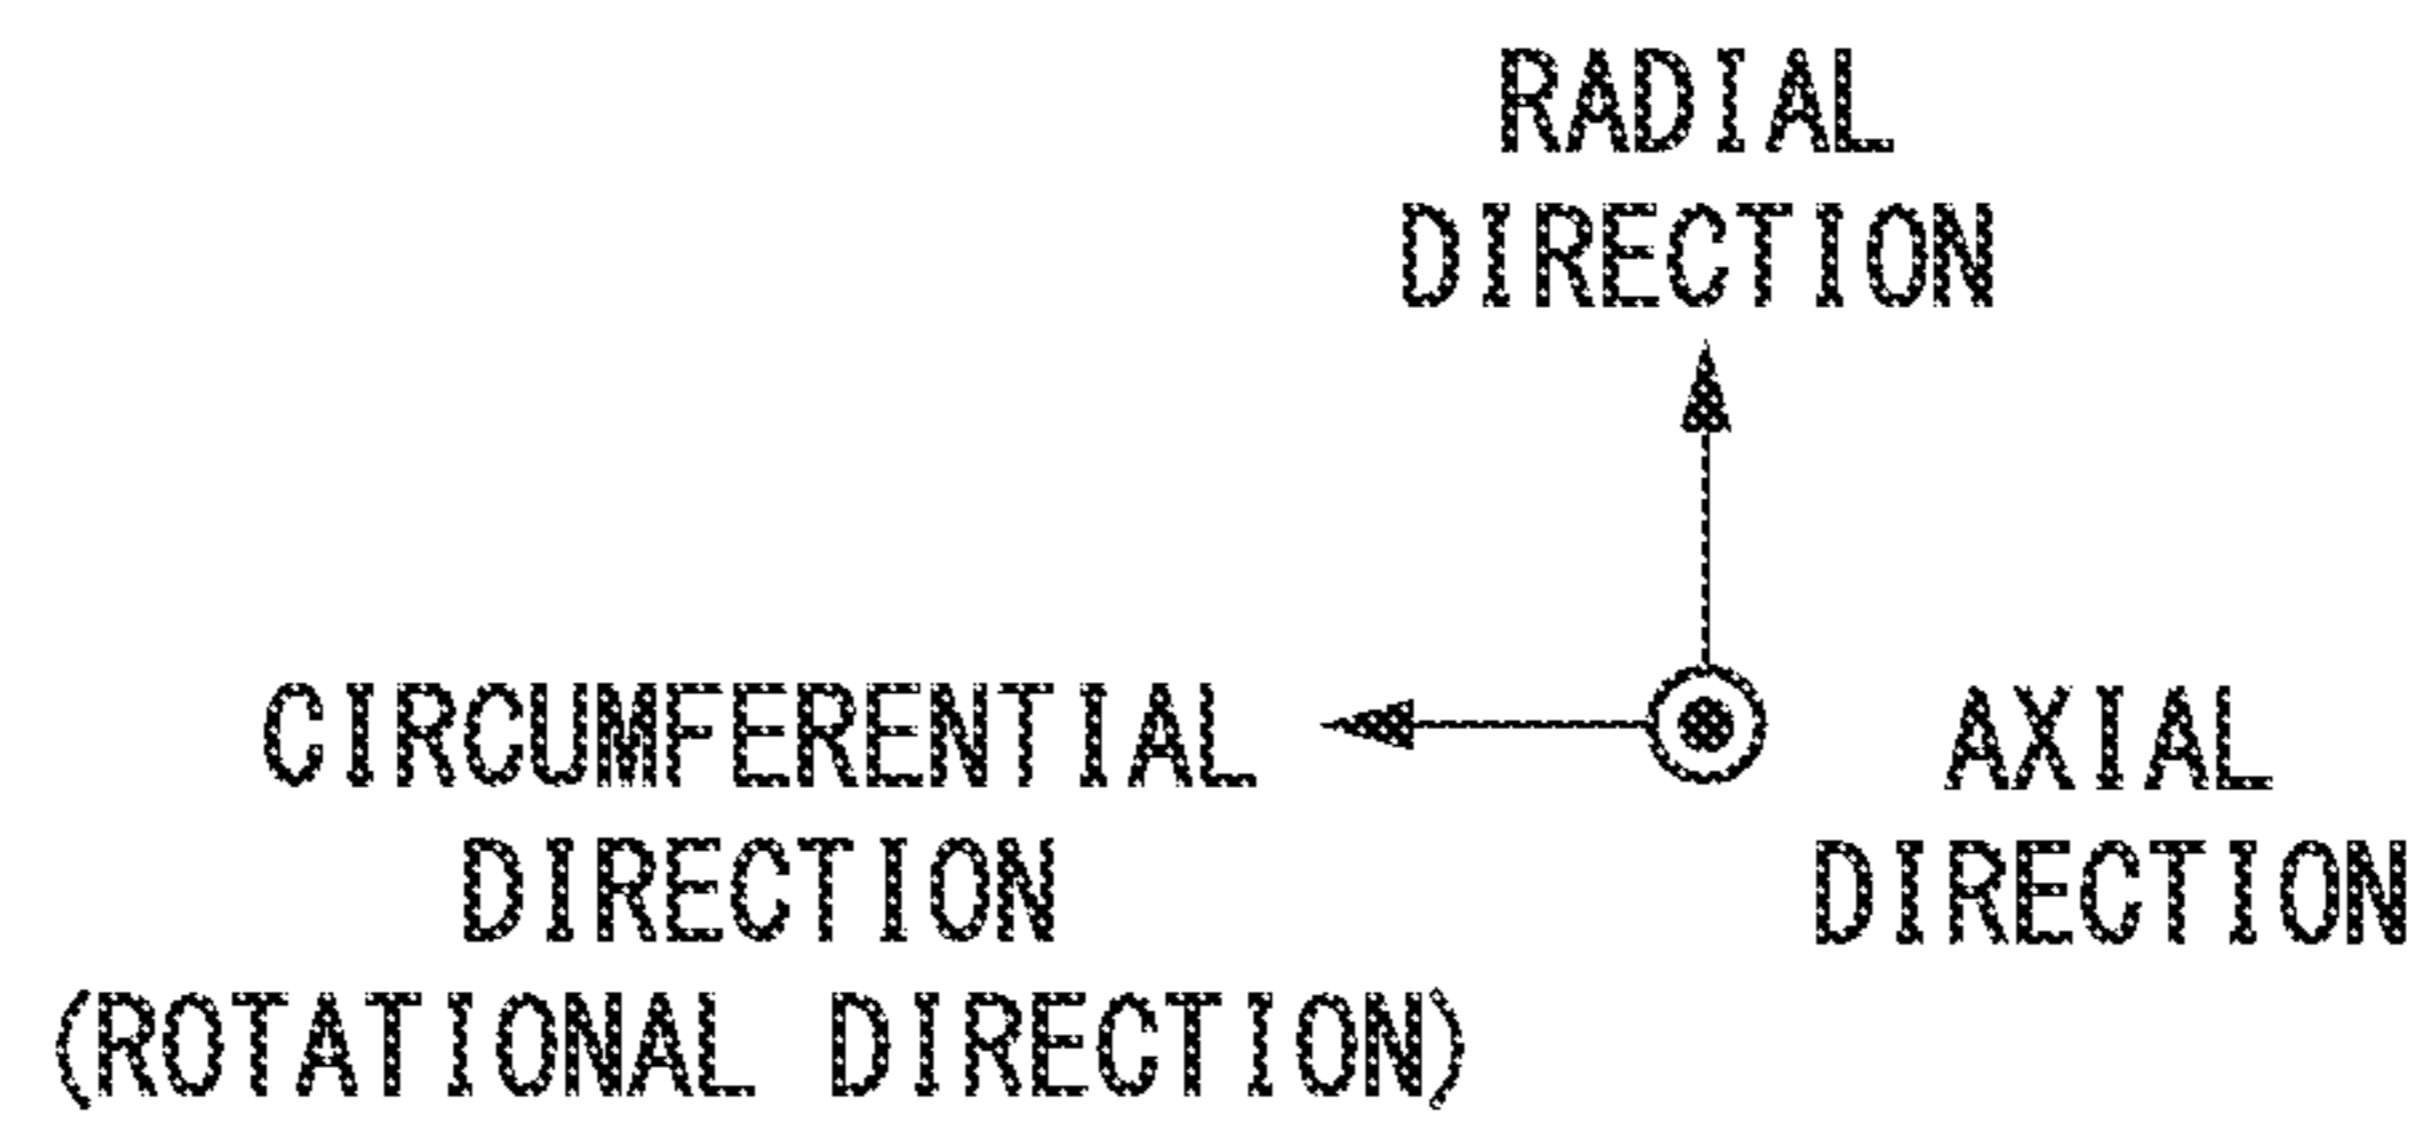 RADIAL
DIRECTION
CIRCUMFERENTIAL
DIRECTION
(ROTATIONAL DIRECTION)
AXIAL
DIRECTION